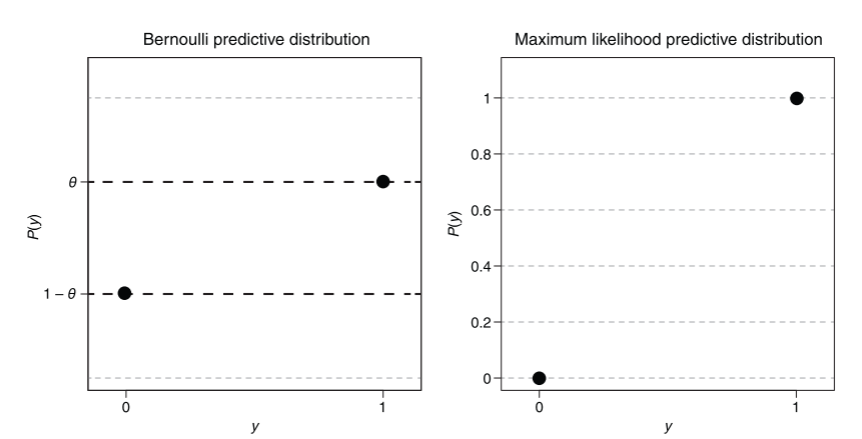 Bernoulli predictive distribution
P(y)
θ
1 – θ
0
1
y
Maximum likelihood predictive distribution
P(y)
1
0.8
0.6
0.4
0.2
0
0
1
y